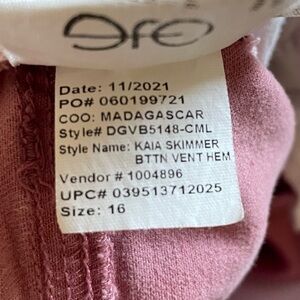 Date: 11/2021
PO# 060199721
COO: MADAGASCAR
Style# DGVB5148-CML
Style Name: KAIA SKIMMER
BTTN VENT HEM
Vendor # 1004896
UPC# 039513712025
Size: 16